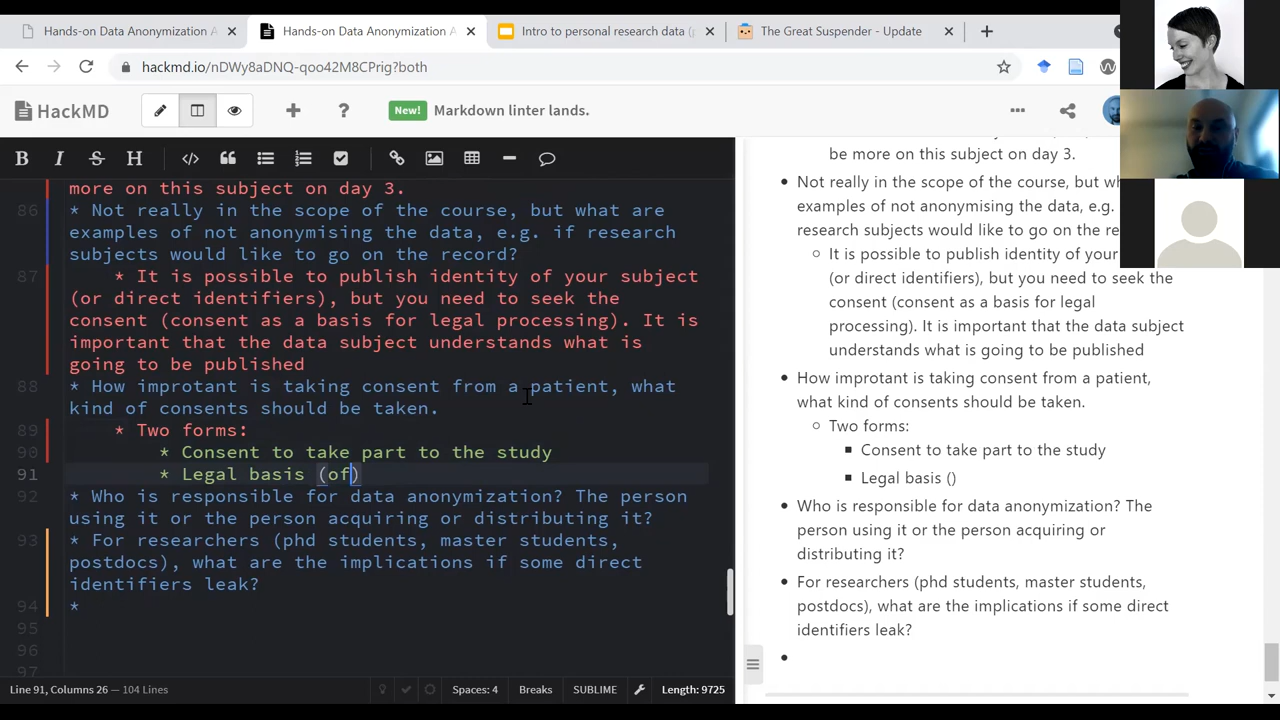 Hands-on Data Anonymization A
Hands-on Data Anonymization A
Intro to personal research data (
The Great Suspender - Update
hackmd.io/nDWy8aDNQ-qoo42M8CPrig?both
HackMD
New! Markdown linter lands.
more on this subject on day 3.
86 * Not really in the scope of the course, but what are
examples of not anonymising the data, e.g. if research
subjects would like to go on the record?
87 * It is possible to publish identity of your subject
(or direct identifiers), but you need to seek the
consent (consent as a basis for legal processing). It is
important that the data subject understands what is
going to be published
88 * How improtant is taking consent from a patient, what
kind of consents should be taken.
89 * Two forms:
90 * Consent to take part to the study
91 * Legal basis (of)
92 * Who is responsible for data anonymization? The person
using it or the person acquiring or distributing it?
93 * For researchers (phd students, master students,
postdocs), what are the implications if some direct
identifiers leak?
94 *
95
96
97
Line 91, Columns 26 — 104 Lines
Spaces: 4
Breaks
SUBLIME
Length: 9725
be more on this subject on day 3.
Not really in the scope of the course, but
examples of not anonymising the data, e.g.
research subjects would like to go on the
It is possible to publish identity of your
(or direct identifiers), but you need to seek the
consent (consent as a basis for legal
processing). It is important that the data subject
understands what is going to be published
How improtant is taking consent from a patient,
what kind of consents should be taken.
Two forms:
Consent to take part to the study
Legal basis ()
Who is responsible for data anonymization? The
person using it or the person acquiring or
distributing it?
For researchers (phd students, master students,
postdocs), what are the implications if some direct
identifiers leak?